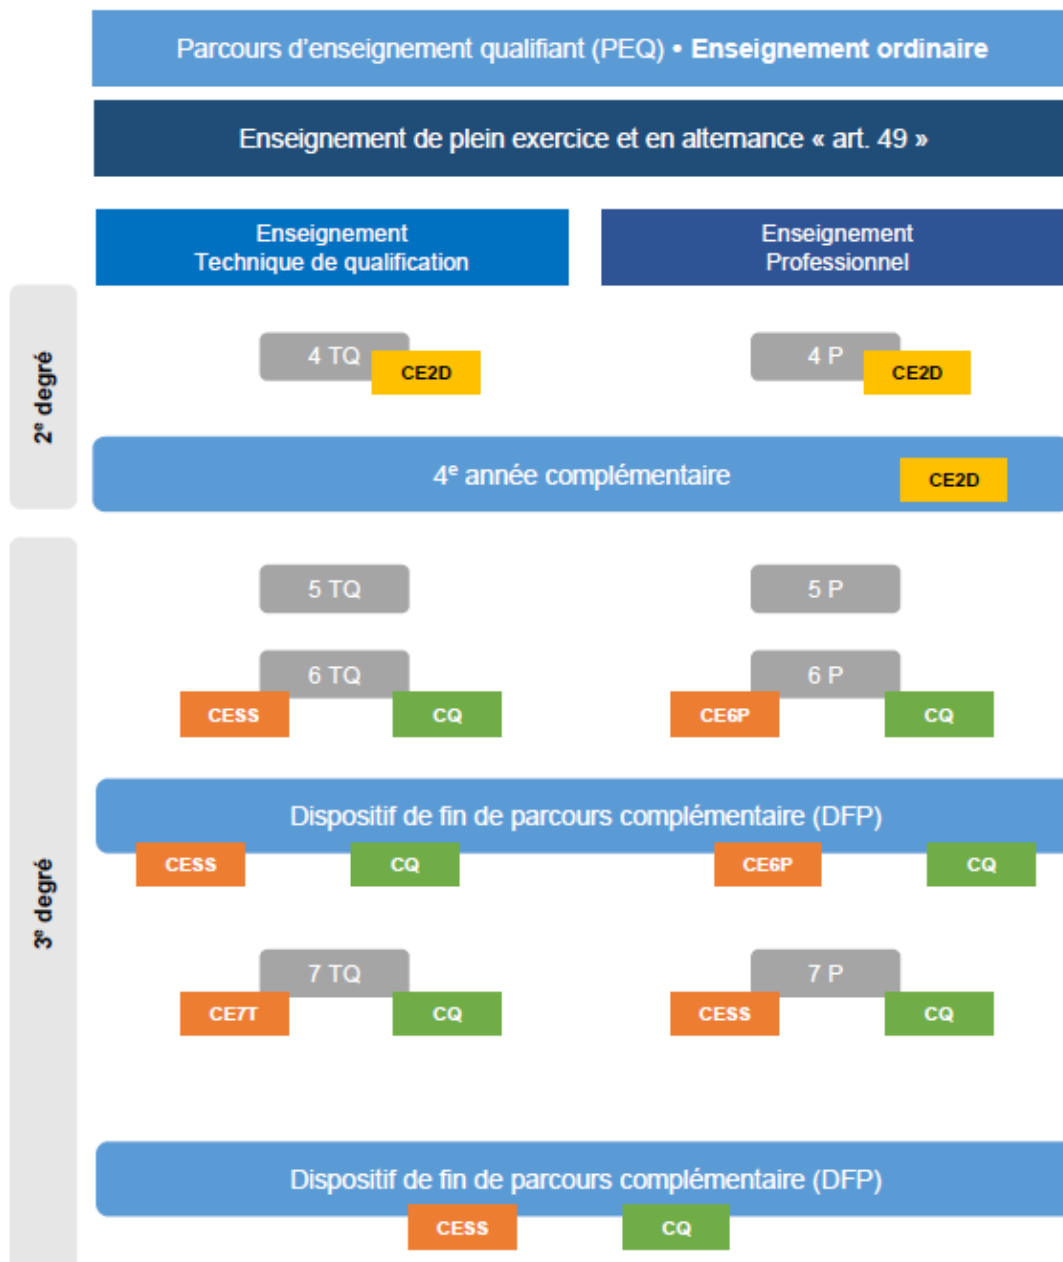 Parcours d'enseignement qualifiant (PEQ) • Enseignement ordinaire
Enseignement de plein exercice et en alternance « art. 49 »
Enseignement
Technique de qualification
Enseignement
Professionnel
2e degré
4 TQ
CE2D
4 P
CE2D
4e année complémentaire
CE2D
3e degré
5 TQ
5 P
6 TQ
CESS
CQ
6 P
CE6P
CQ
Dispositif de fin de parcours complémentaire (DFP)
CESS
CQ
CE6P
CQ
7 TQ
CE7T
CQ
7 P
CESS
CQ
Dispositif de fin de parcours complémentaire (DFP)
CESS
CQ